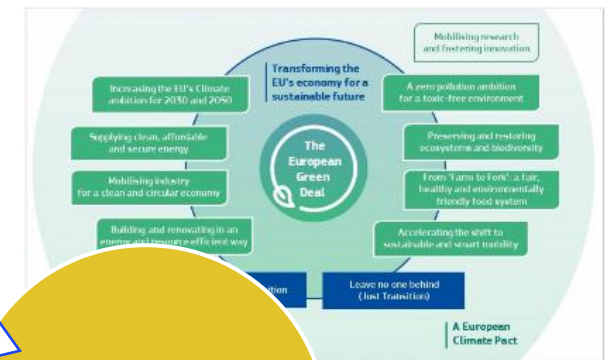 Mobilising research
and fostering innovation
Transforming the
EU's economy for a
sustainable future
Increasing the EU's Climate
ambition for 2030 and 2050
A zero pollution ambition
for a toxic-free environment
Supplying clean, affordable
and secure energy
Preserving and restoring
ecosystems and biodiversity
The
European
Green
Deal
Mobilising industry
for a clean and circular economy
From 'Farm to Fork': a fair,
healthy and environmentally
friendly food system
Building and renovating in an
energy and resource efficient way
Accelerating the shift to
sustainable and smart mobility
Leave no one behind
(Just Transition)
A European
Climate Pact